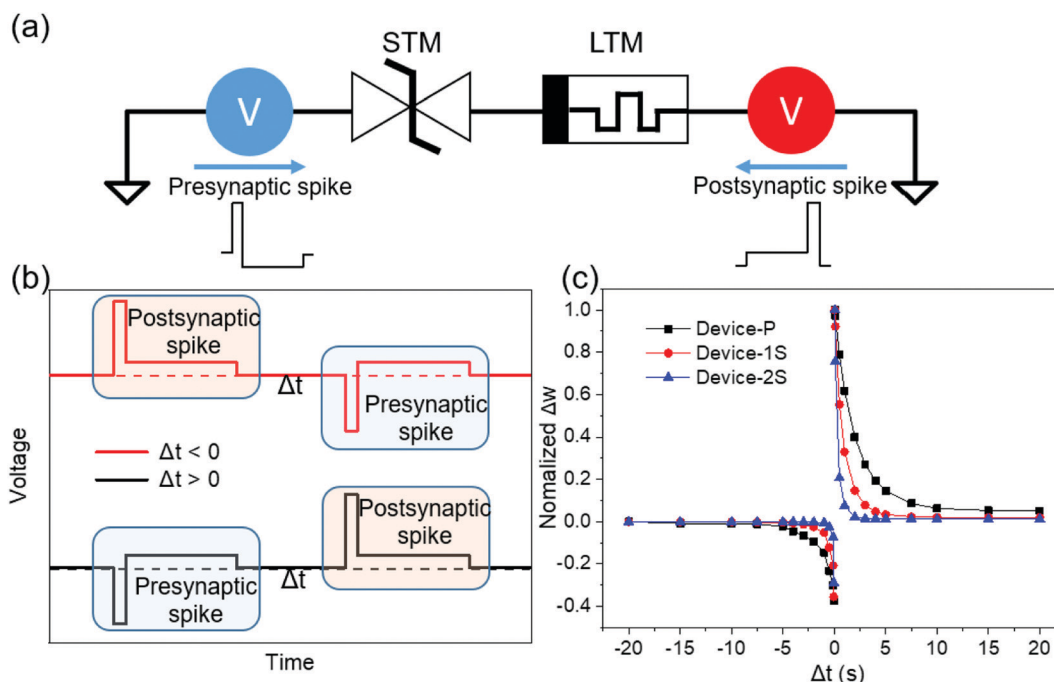 (a)
STM
LTM
V
V
Presynaptic spike
Postsynaptic spike
(b)
Postsynaptic
spike
Δt
Presynaptic
spike
Δt < 0
Δt > 0
Postsynaptic
spike
Δt
Presynaptic
spike
Voltage
Time
(c)
Device-P
Device-1S
Device-2S
1.0
0.8
0.6
0.4
0.2
0.0
-0.2
-0.4
-20
-15
-10
-5
0
5
10
15
20
Nomalized Δw
Δt (s)